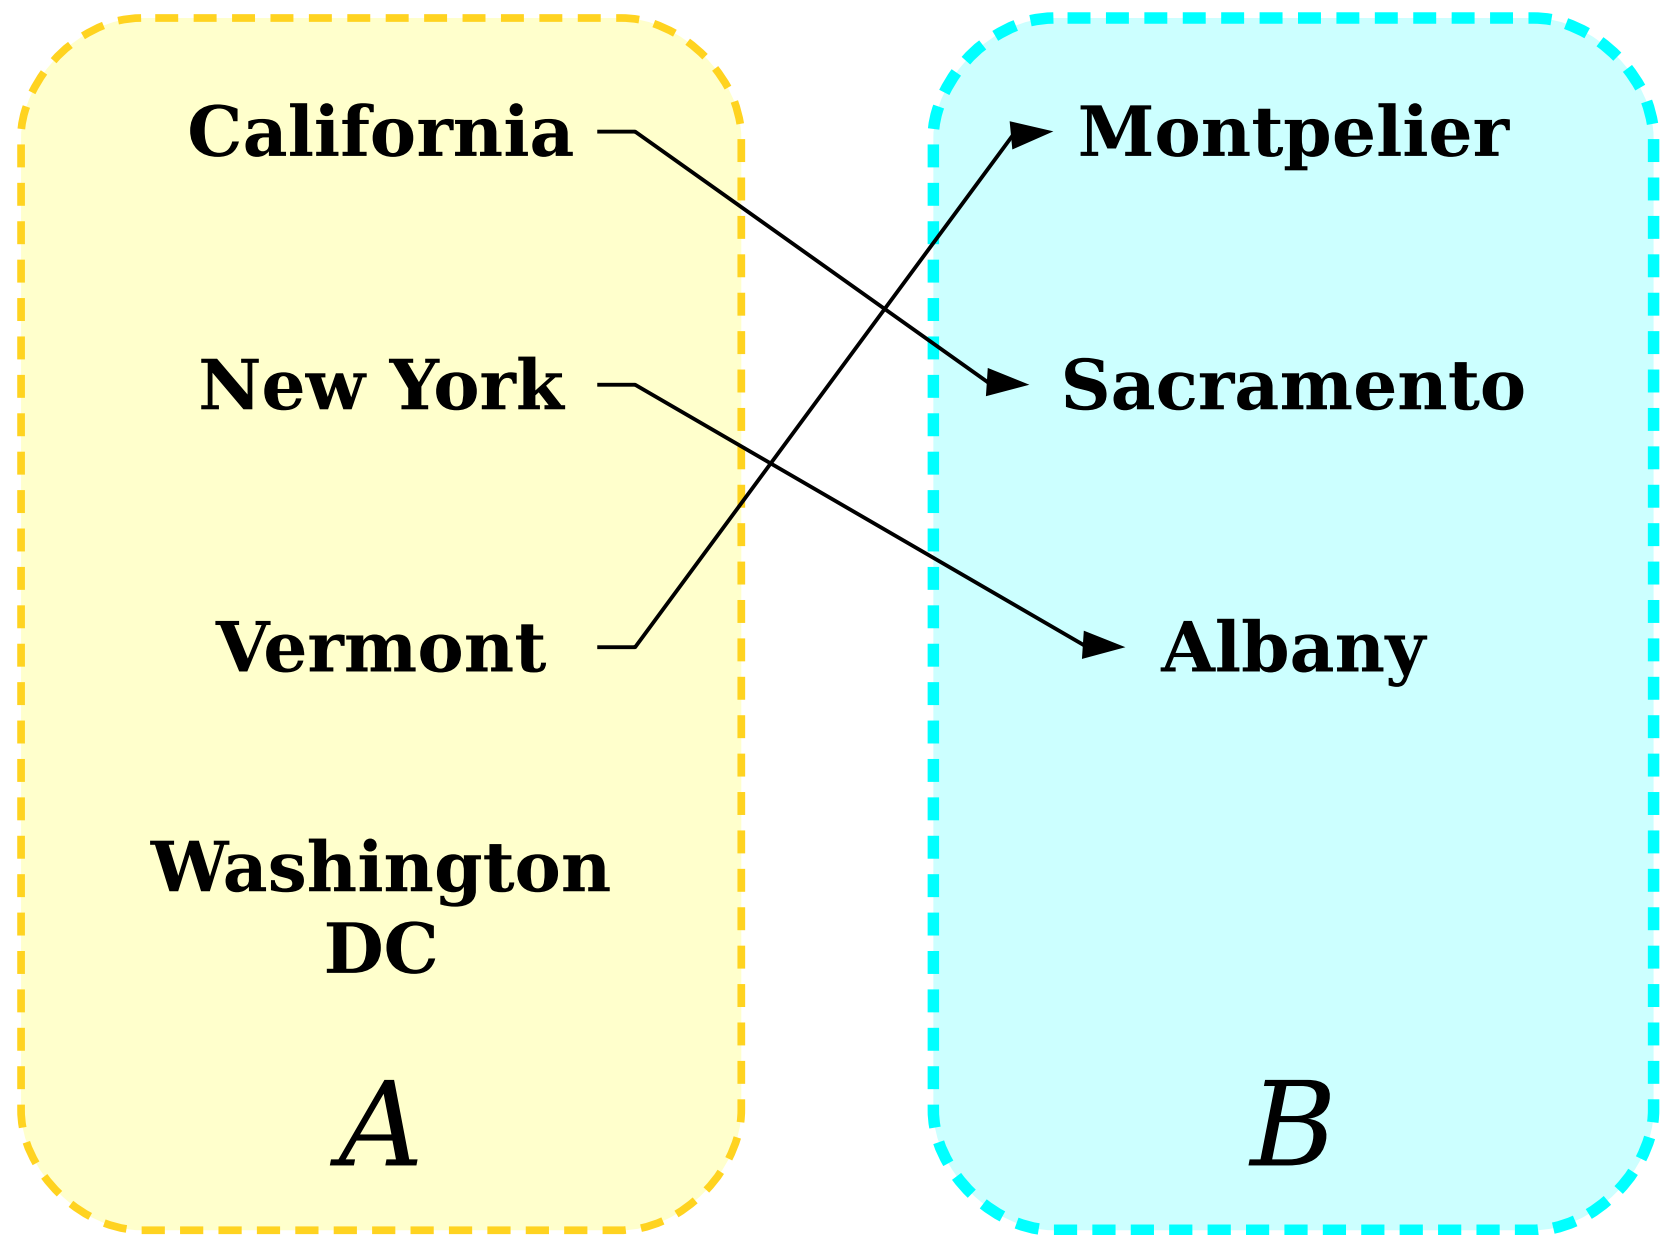 California
New York
Vermont
Washington
DC
A
Montpelier
Sacramento
Albany
B